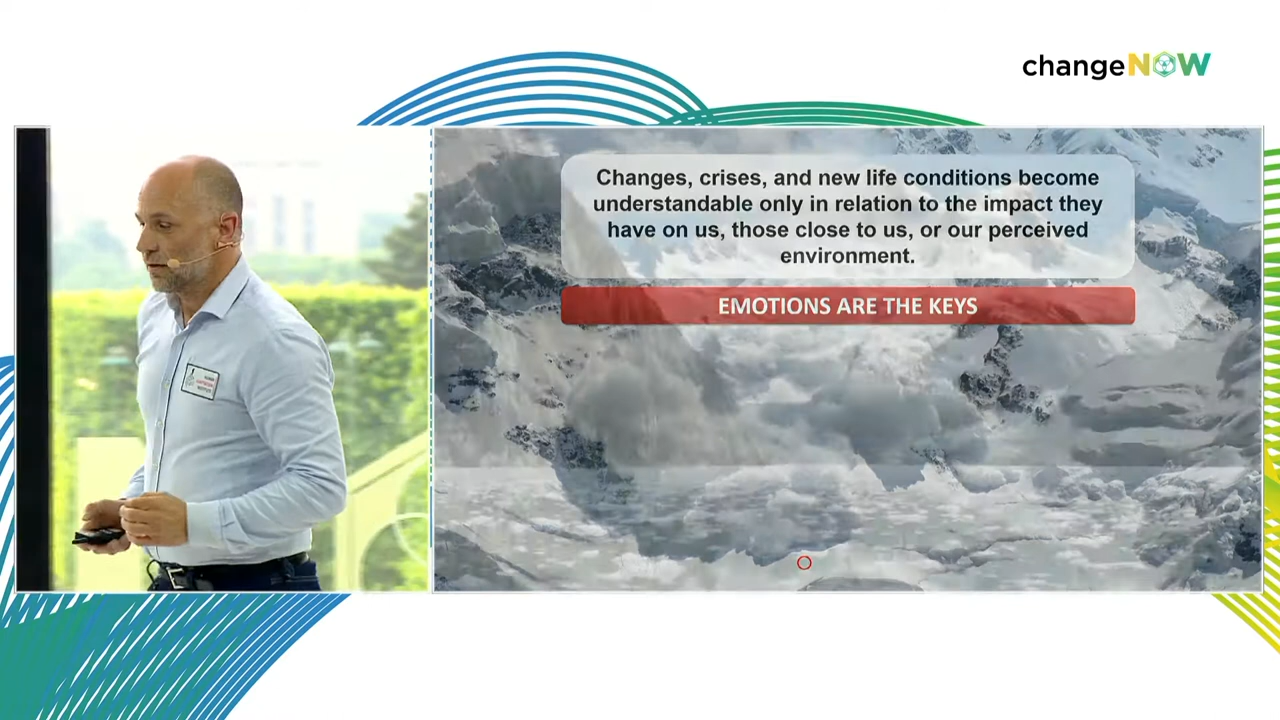 changeNOW
Changes, crises, and new life conditions become
understandable only in relation to the impact they
have on us, those close to us, or our perceived
environment.
EMOTIONS ARE THE KEYS